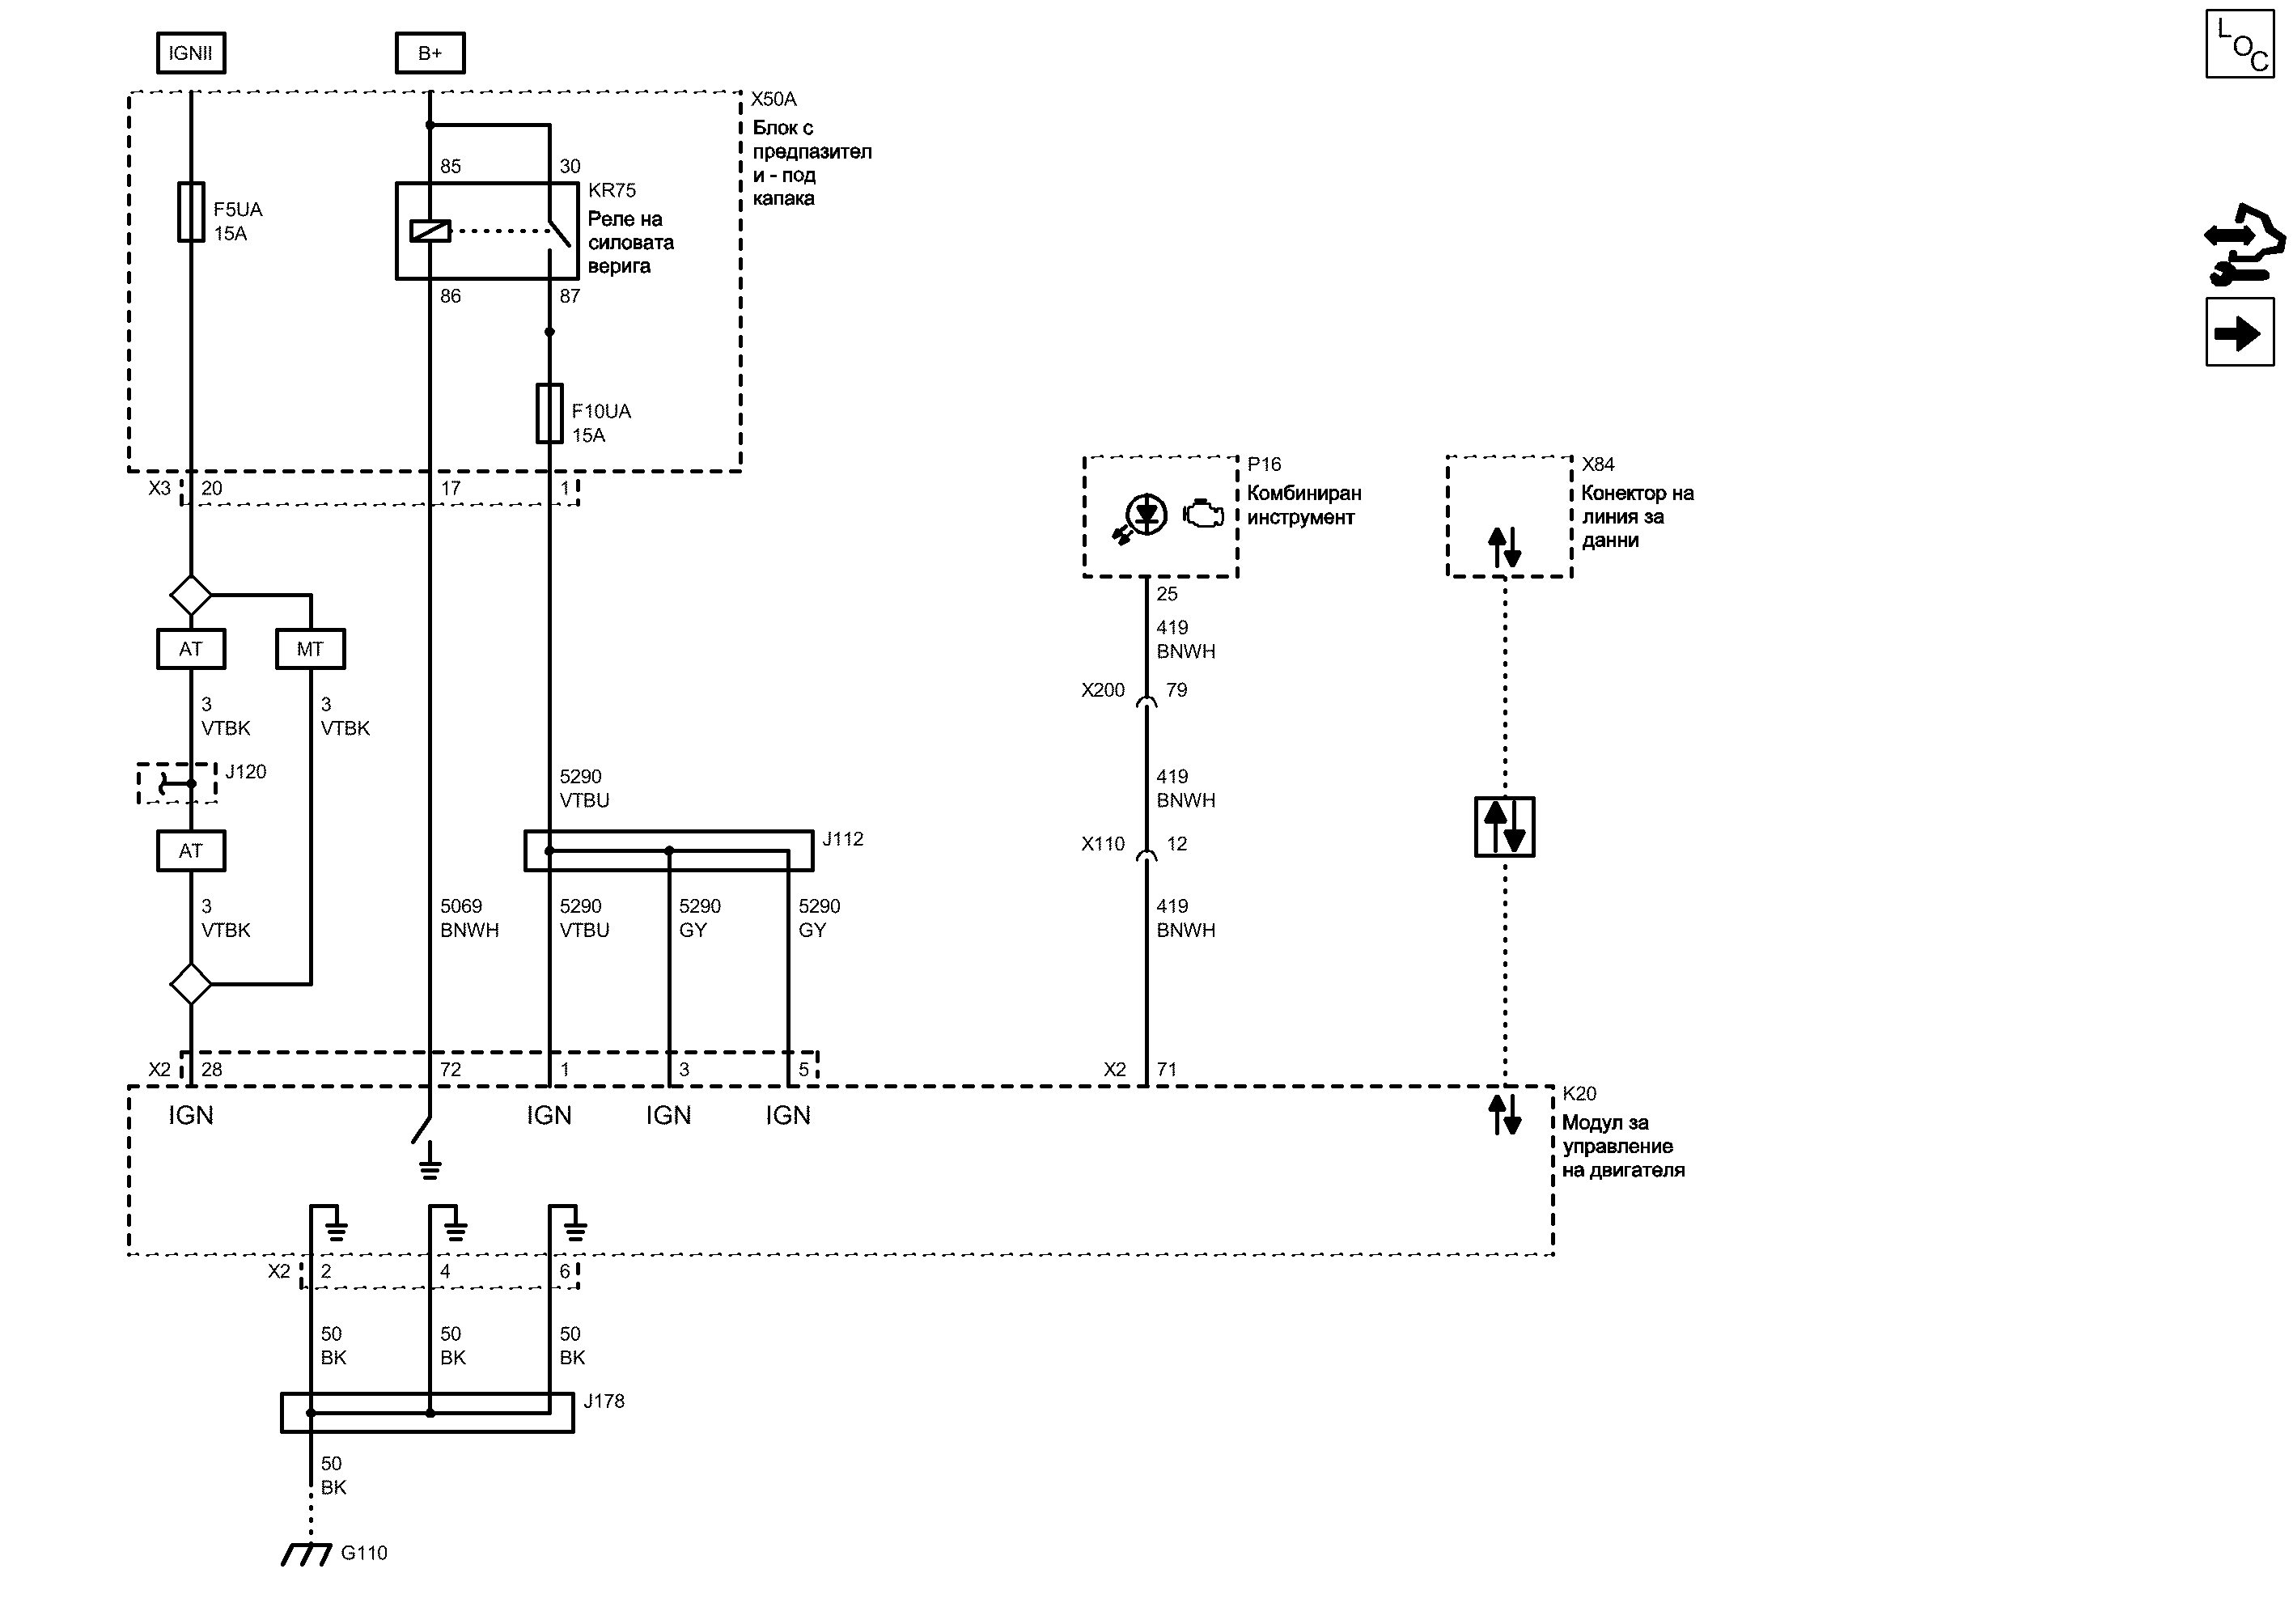 IGNII
B+
LOC
X50A
Блок с
предпазител
и - под
капака
85
30
KR75
Реле на
силовата
верига
F5UA
15A
86
87
F10UA
15A
X3
20
17
1
P16
Комбиниран
инструмент
X84
Конектор на
линия за
данни
25
419
BNWH
AT
MT
X200
79
3
VTBK
3
VTBK
J120
5290
VTBU
419
BNWH
AT
J112
X110
12
3
VTBK
5069
BNWH
5290
VTBU
5290
GY
5290
GY
419
BNWH
X2
28
72
1
3
5
X2
71
K20
Модул за
управление
на двигателя
IGN
IGN
IGN
IGN
X2
2
4
6
50
BK
50
BK
50
BK
J178
50
BK
G110